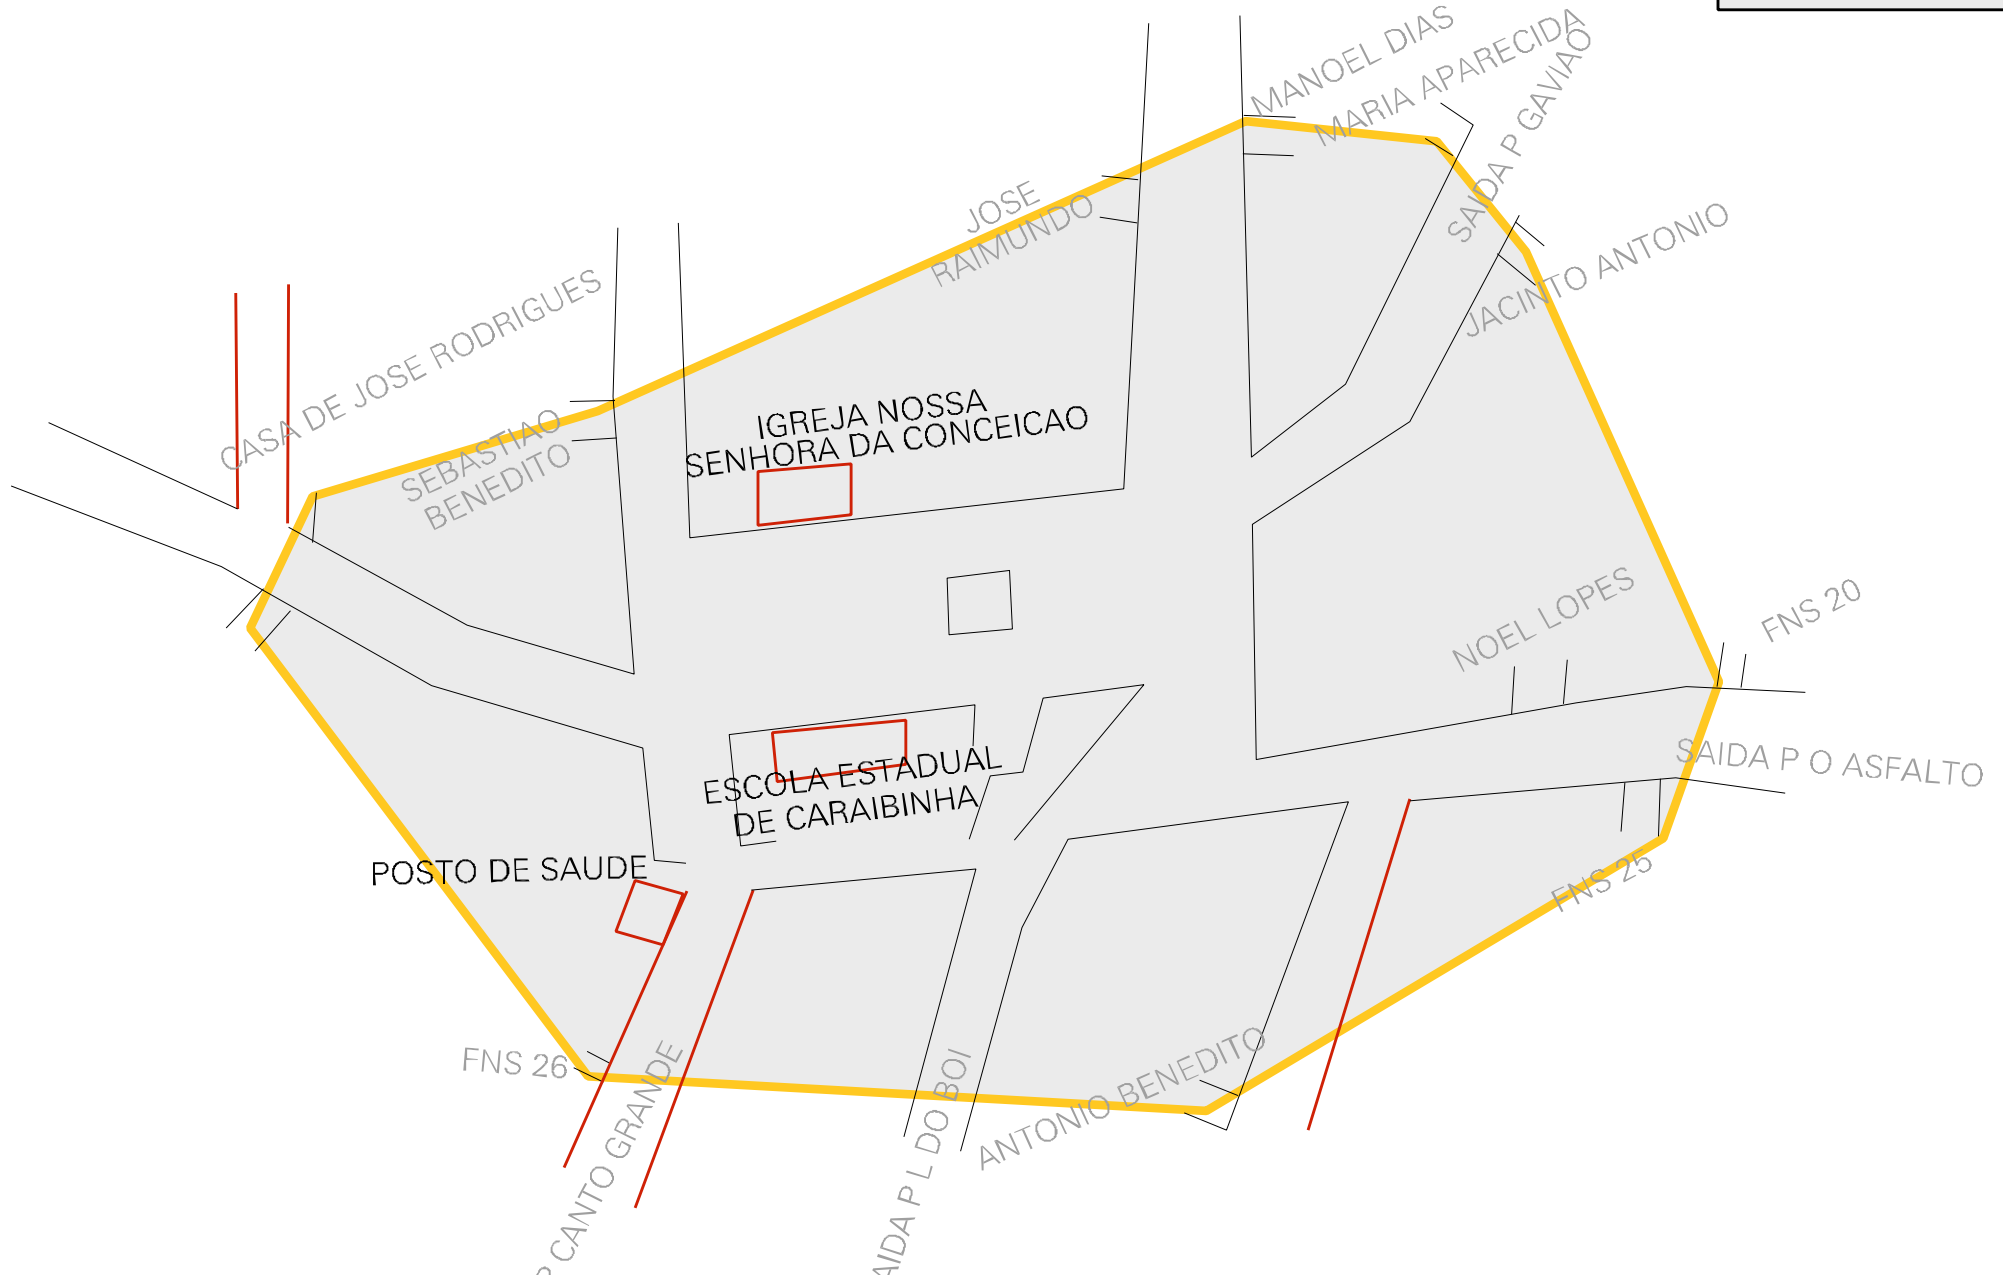 MANOEL DIAS
MARIA APARECIDA
SAIDA P GAVIAO
JOSE
RAIMUNDO
JACINTO ANTONIO
CASA DE JOSE RODRIGUES
SEBASTIAO
BENEDITO
IGREJA NOSSA
SENHORA DA CONCEICAO
NOEL LOPES
FNS 20
SAIDA P O ASFALTO
ESCOLA ESTADUAL
DE CARAIBINHA
POSTO DE SAUDE
FNS 25
FNS 26
P CANTO GRANDE
AIDA P L DO BOI
ANTONIO BENEDITO